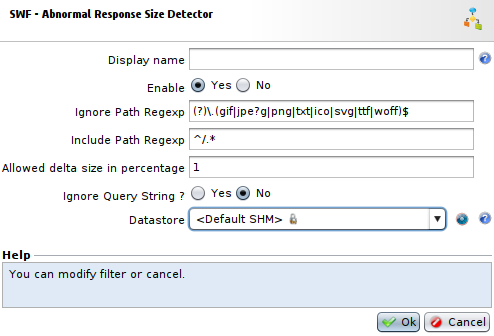 SWF - Abnormal Response Size Detector
Display name
Enable Yes No
Ignore Path Regexp (?)\.(gif|jpe?g|png|txt|ico|svg|ttf|woff)$
Include Path Regexp ^/.*
Allowed delta size in percentage 1
Ignore Query String ? Yes No
Datastore <Default SHM>
Help
You can modify filter or cancel.
Ok Cancel